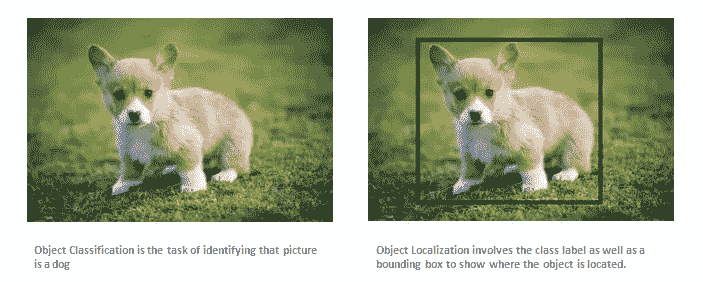 Object Classification is the task of identifying that picture
is a dog
Object Localization involves the class label as well as a
bounding box to show where the object is located.